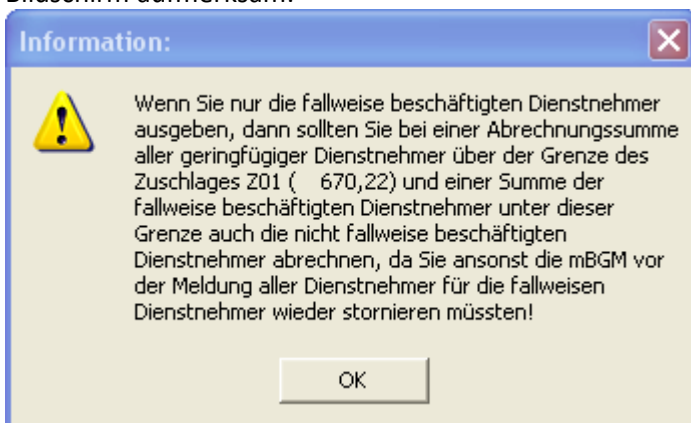 Information:
Wenn Sie nur die fallweise beschäftigten Dienstnehmer
ausgeben, dann sollten Sie bei einer Abrechnungssumme
aller geringfügiger Dienstnehmer über der Grenze des
Zuschlages Z01 (   670,22) und einer Summe der
fallweise beschäftigten Dienstnehmer unter dieser
Grenze auch die nicht fallweise beschäftigten
Dienstnehmer abrechnen, da Sie ansonst die mBGM vor
der Meldung aller Dienstnehmer für die fallweisen
Dienstnehmer wieder stornieren müssten!
OK